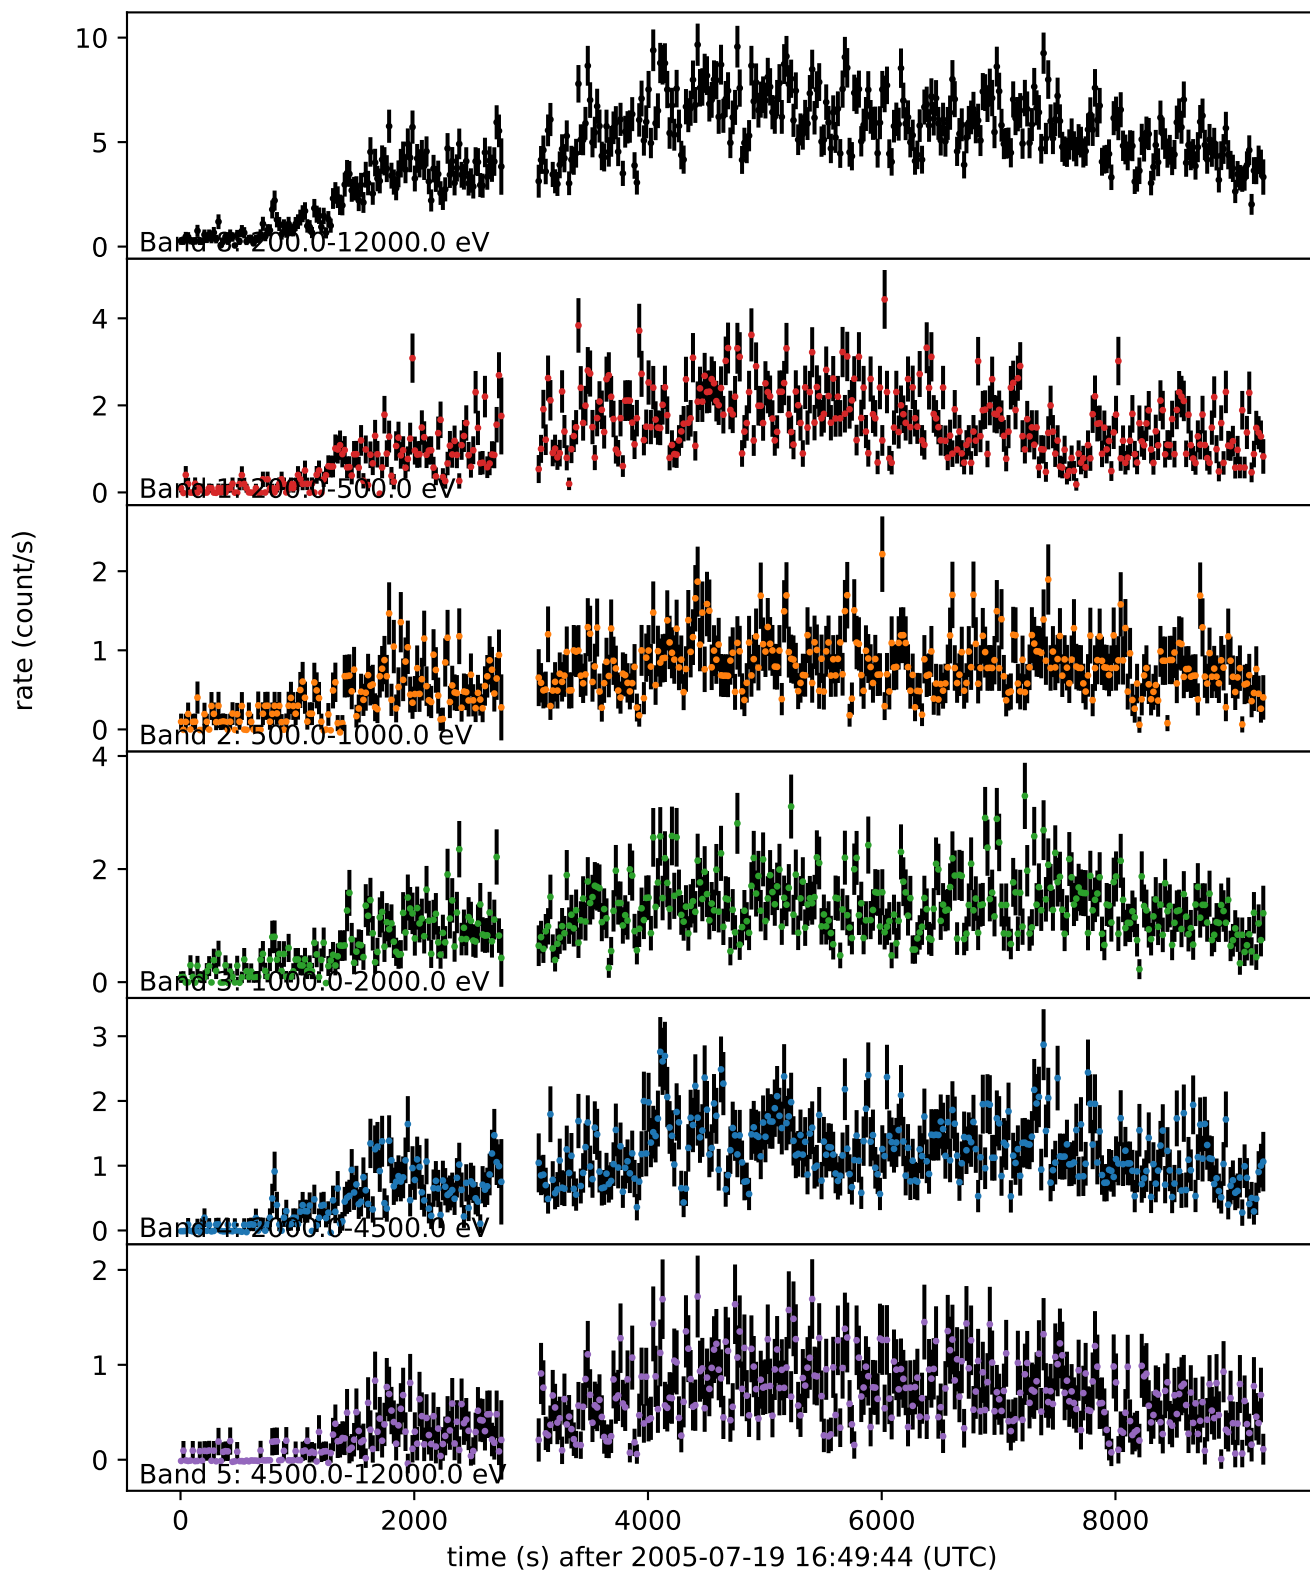 10
5
0
Band 8: 200.0-12000.0 eV
4
2
0
Band 1: 200.0-500.0 eV
2
1
0
Band 2: 500.0-1000.0 eV
rate (count/s)
4
2
0
Band 3: 1000.0-2000.0 eV
3
2
1
0
Band 4: 2000.0-4500.0 eV
2
1
0
Band 5: 4500.0-12000.0 eV
0 2000 4000 6000 8000
time (s) after 2005-07-19 16:49:44 (UTC)